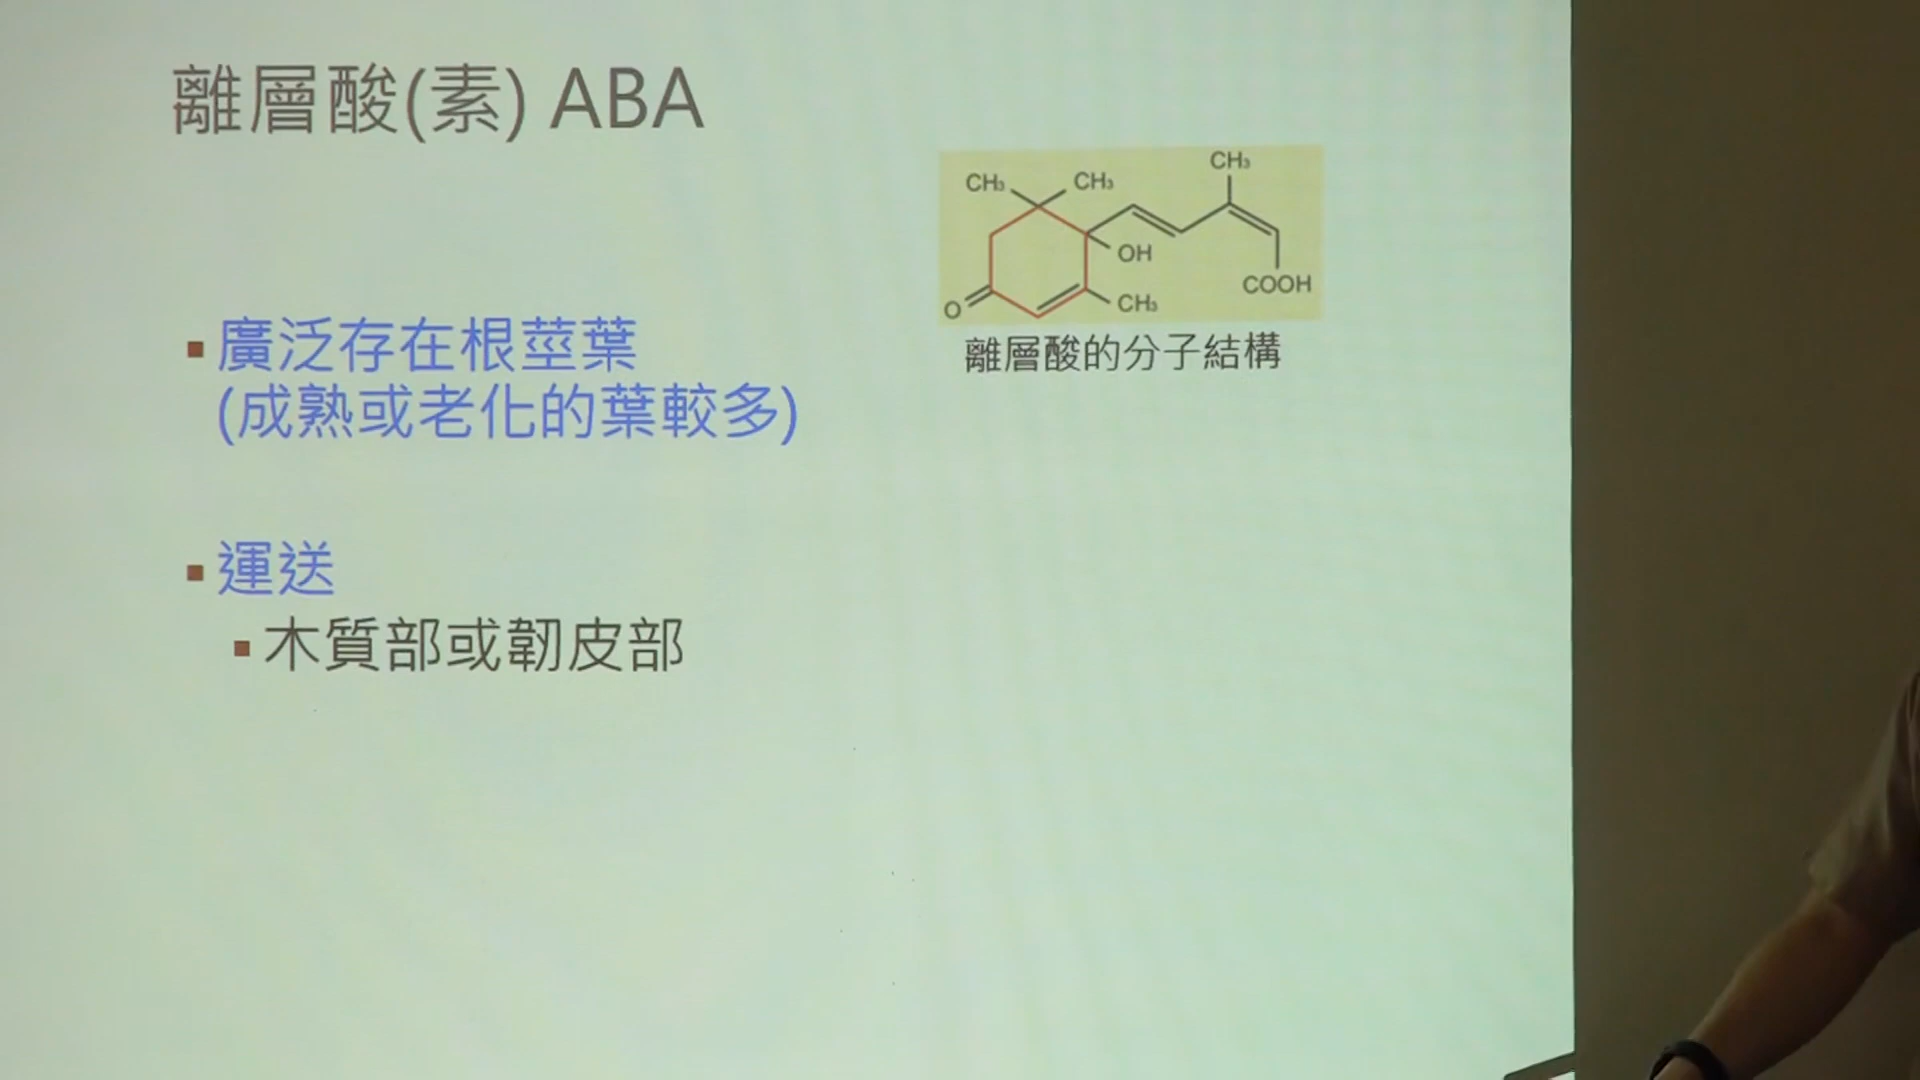 離層酸(素) ABA
CH₃
CH₃
CH₃
OH
COOH
O
CH₃
離層酸的分子結構
廣泛存在根莖葉
(成熟或老化的葉較多)
運送
木質部或韌皮部